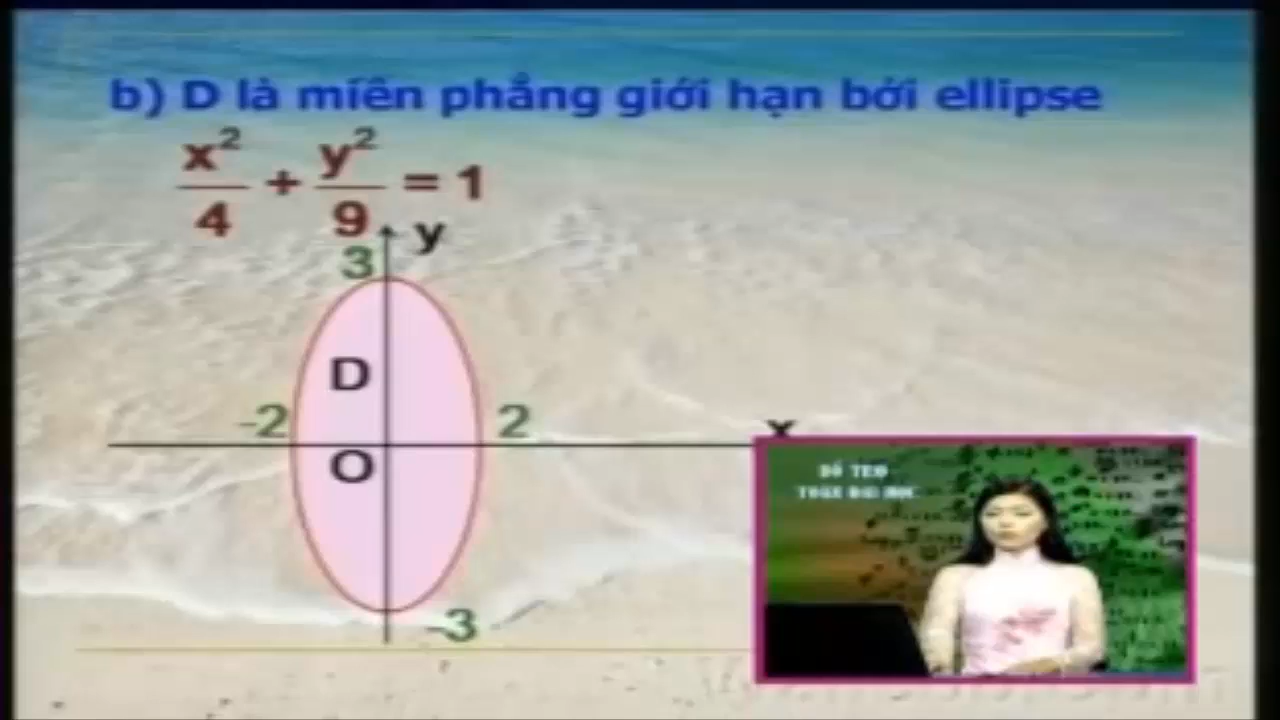 b) D là miền phẳng giới hạn bởi ellipse
x²/4 + y²/9 = 1
y
3
D
-2
2
x
O
-3